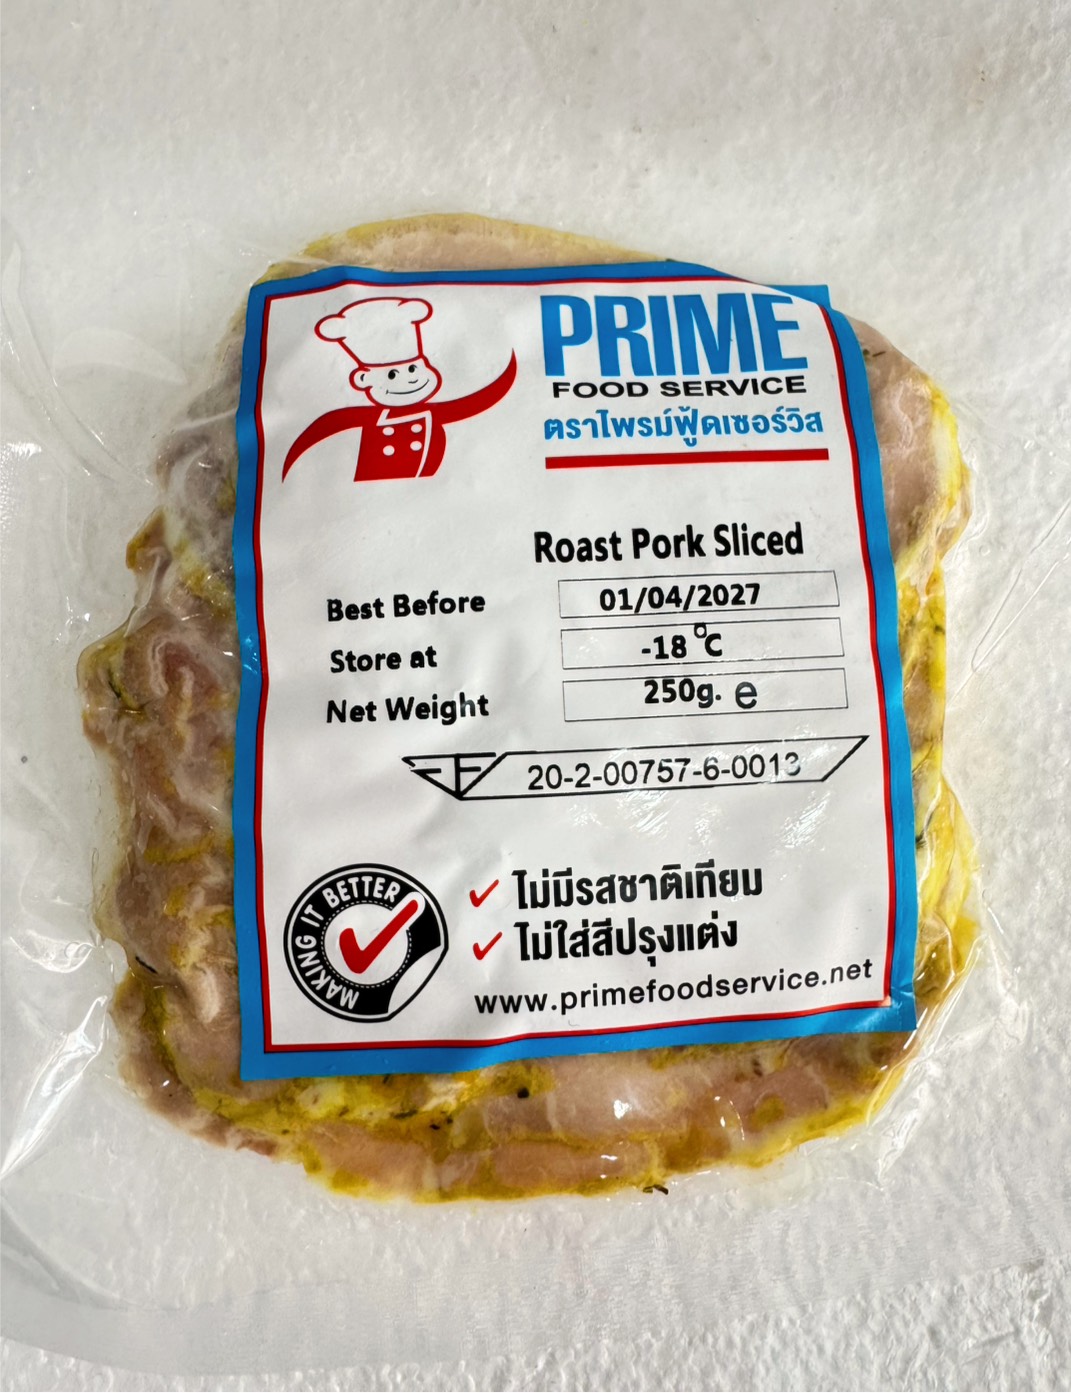 PRIME
FOOD SERVICE
ตราไพรม์ฟู้ดเซอร์วิส
Roast Pork Sliced
Best Before 01/04/2027
Store at -18 °C
Net Weight 250g. e
20-2-00757-6-0013
MAKING IT BETTER
ไม่มีรสชาติเทียม
ไม่ใส่สีปรุงแต่ง
www.primefoodservice.net